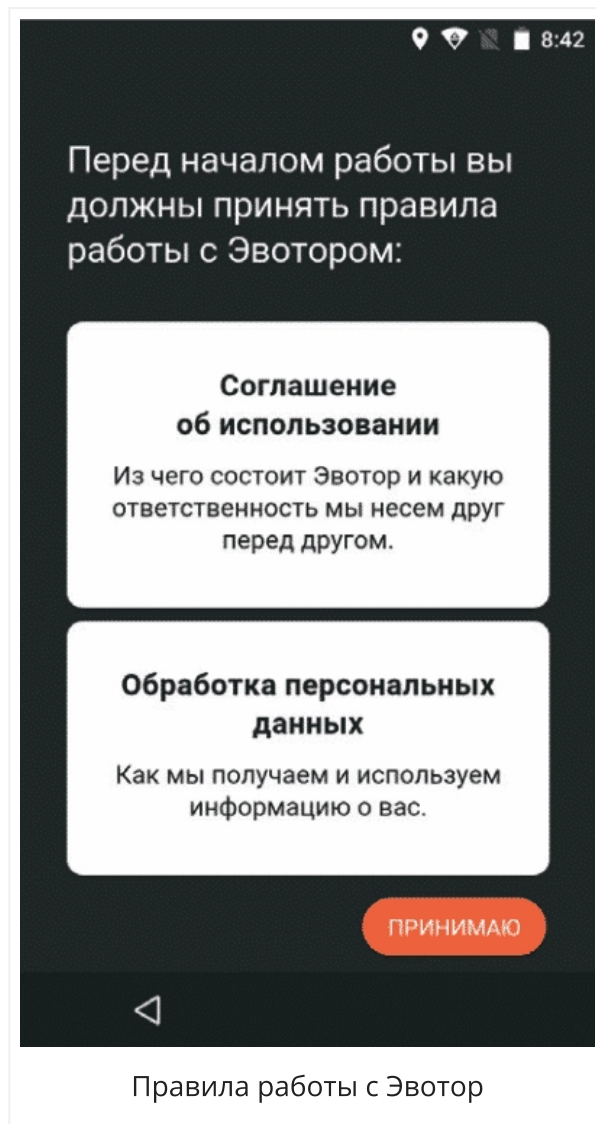 8:42
Перед началом работы вы
должны принять правила
работы с Эвотором:
Соглашение
об использовании
Из чего состоит Эвотор и какую
ответственность мы несем друг
перед другом.
Обработка персональных
данных
Как мы получаем и используем
информацию о вас.
ПРИНИМАЮ
Правила работы с Эвотор